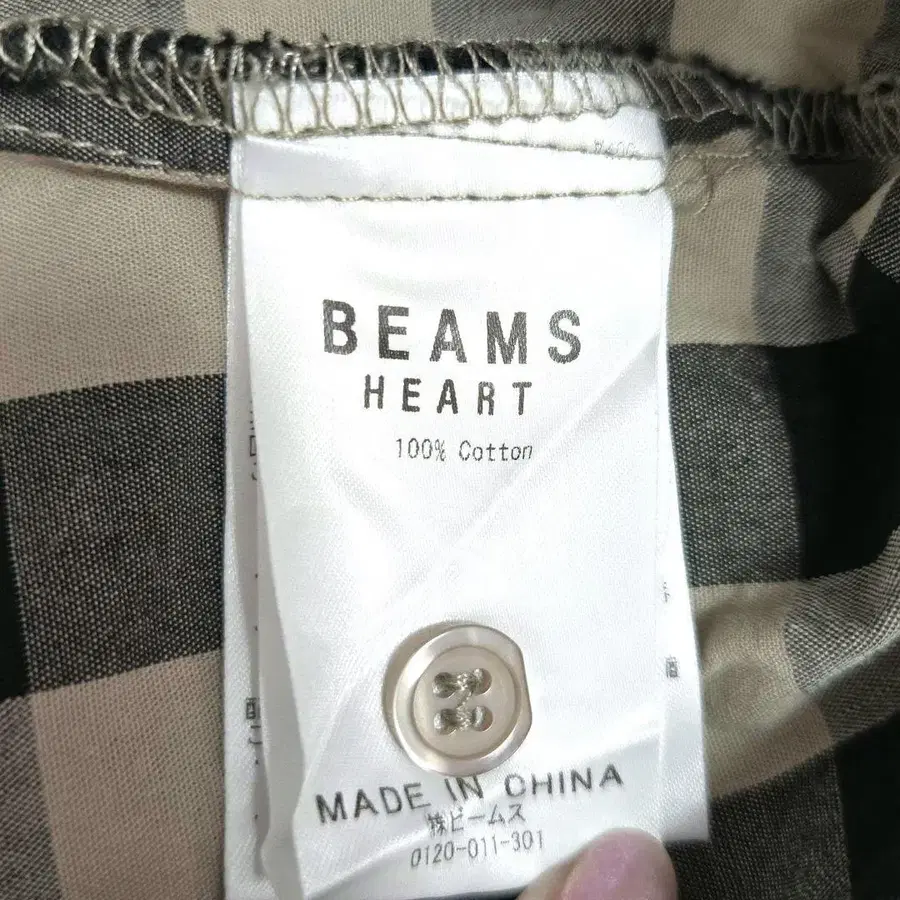 BEAMS
HEART
100% Cotton
MADE IN CHINA
㈱ビームス
0120-011-301